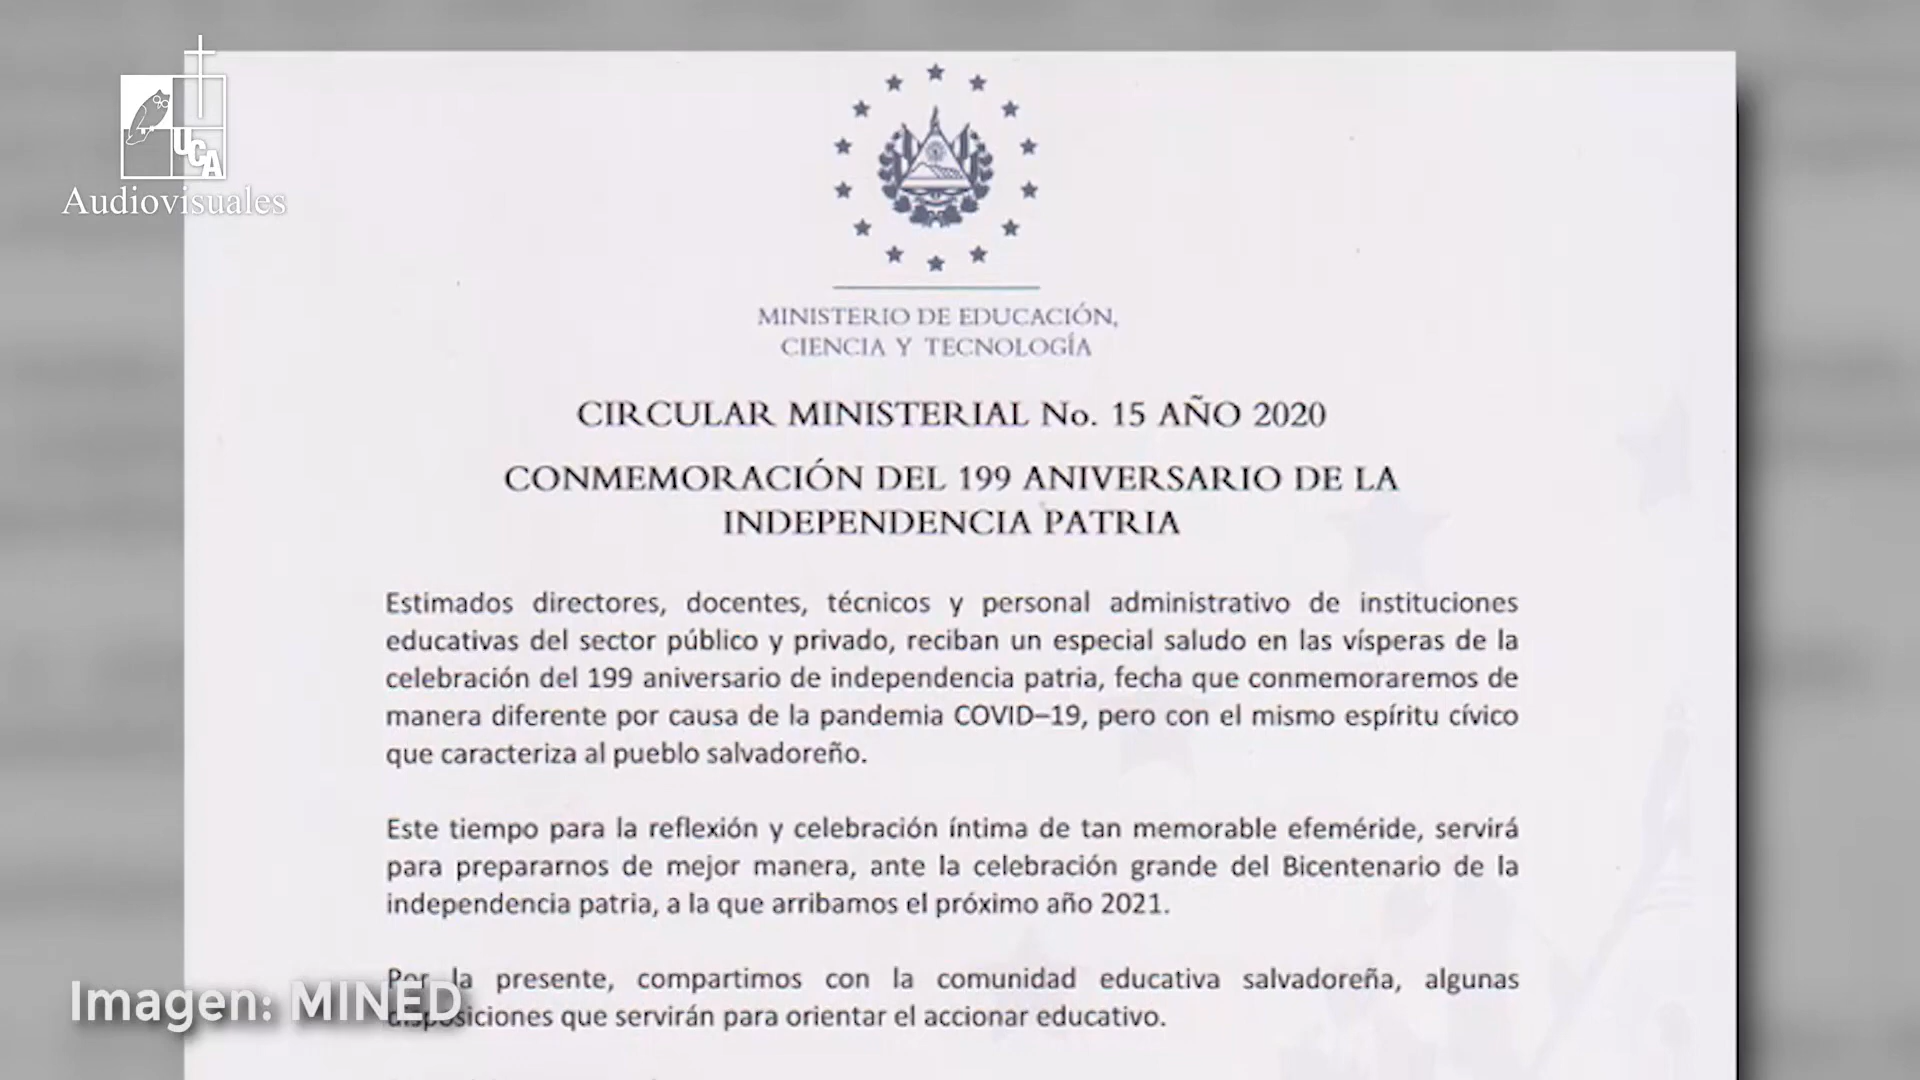 UCA
Audiovisuales
MINISTERIO DE EDUCACIÓN,
CIENCIA Y TECNOLOGÍA
CIRCULAR MINISTERIAL No. 15 AÑO 2020
CONMEMORACIÓN DEL 199 ANIVERSARIO DE LA
INDEPENDENCIA PATRIA
Estimados directores, docentes, técnicos y personal administrativo de instituciones
educativas del sector público y privado, reciban un especial saludo en las vísperas de la
celebración del 199 aniversario de independencia patria, fecha que conmemoraremos de
manera diferente por causa de la pandemia COVID–19, pero con el mismo espíritu cívico
que caracteriza al pueblo salvadoreño.
Este tiempo para la reflexión y celebración íntima de tan memorable efeméride, servirá
para prepararnos de mejor manera, ante la celebración grande del Bicentenario de la
independencia patria, a la que arribamos el próximo año 2021.
Por la presente, compartimos con la comunidad educativa salvadoreña, algunas
disposiciones que servirán para orientar el accionar educativo.
Imagen: MINED